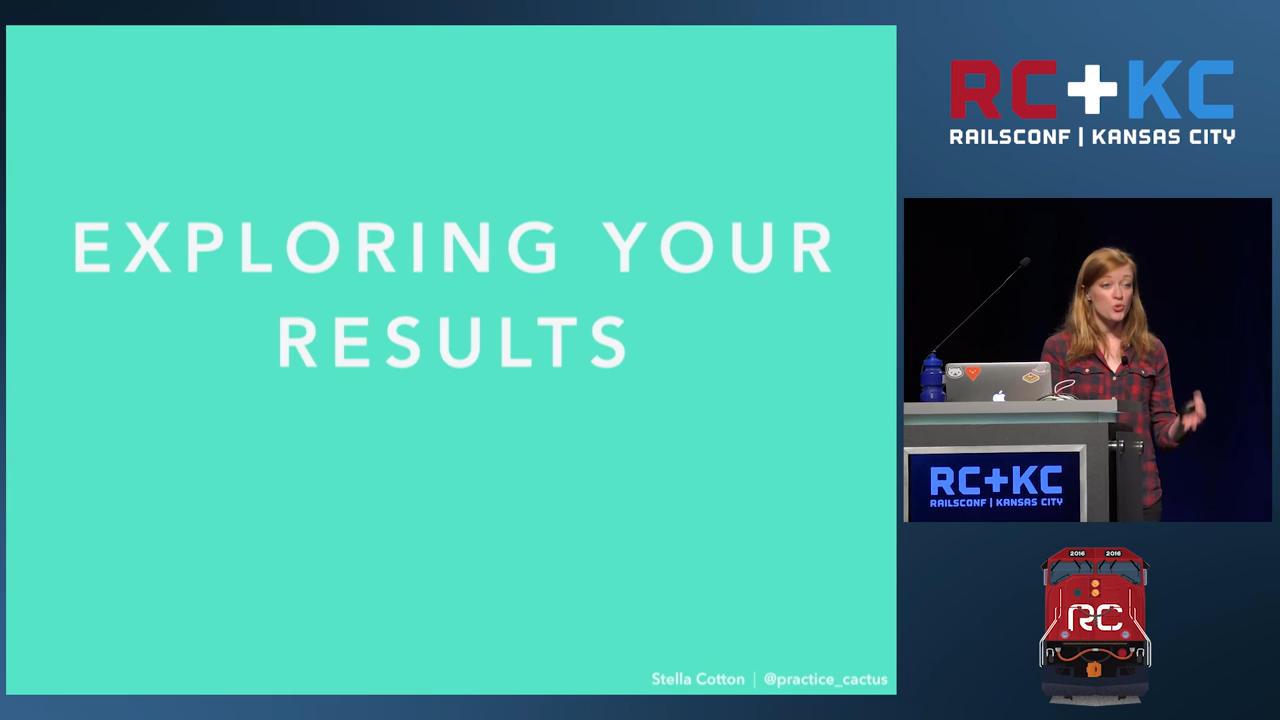 EXPLORING YOUR
RESULTS
Stella Cotton | @practice_cactus
RC+KC
RAILSCONF | KANSAS CITY
RC+KC
RAILSCONF | KANSAS CITY
2016 2016
RC